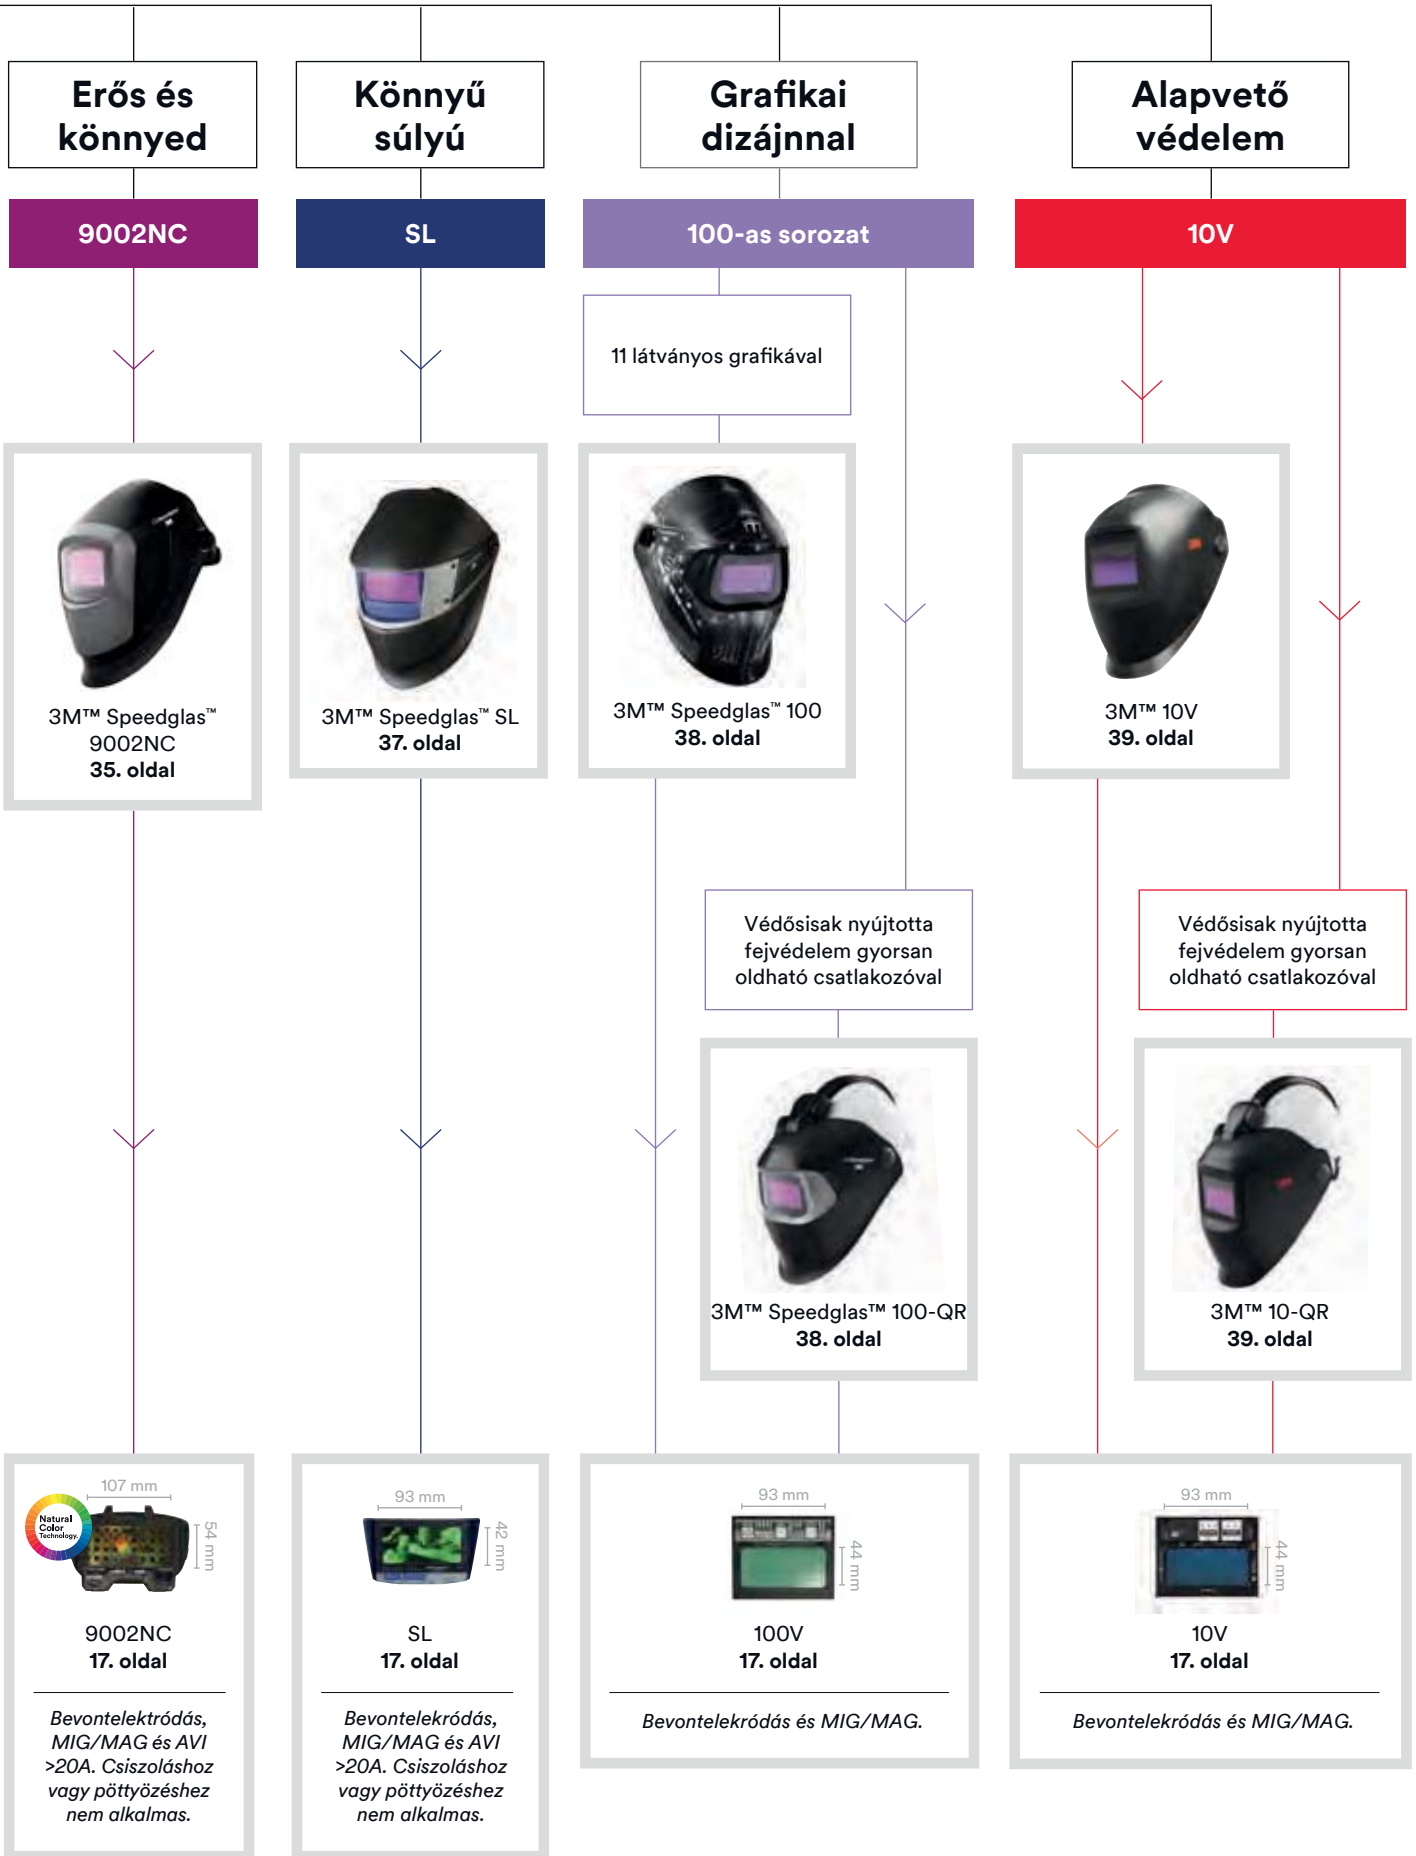 Erős és
könnyed
Könnyű
súlyú
Grafikai
dizájnnal
Alapvető
védelem
9002NC
SL
100-as sorozat
10V
11 látványos grafikával
3M™ Speedglas™
9002NC
35. oldal
3M™ Speedglas™ SL
37. oldal
3M™ Speedglas™ 100
38. oldal
3M™ 10V
39. oldal
Védősisak nyújtotta
fejvédelem gyorsan
oldható csatlakozóval
Védősisak nyújtotta
fejvédelem gyorsan
oldható csatlakozóval
3M™ Speedglas™ 100-QR
38. oldal
3M™ 10-QR
39. oldal
107 mm
54 mm
Natural
Color
Technology.
9002NC
17. oldal
Bevontelektródás,
MIG/MAG és AVI
>20A. Csiszoláshoz
vagy pöttyözéshez
nem alkalmas.
93 mm
42 mm
SL
17. oldal
Bevontelekródás,
MIG/MAG és AVI
>20A. Csiszoláshoz
vagy pöttyözéshez
nem alkalmas.
93 mm
44 mm
100V
17. oldal
Bevontelekródás és MIG/MAG.
93 mm
44 mm
10V
17. oldal
Bevontelekródás és MIG/MAG.